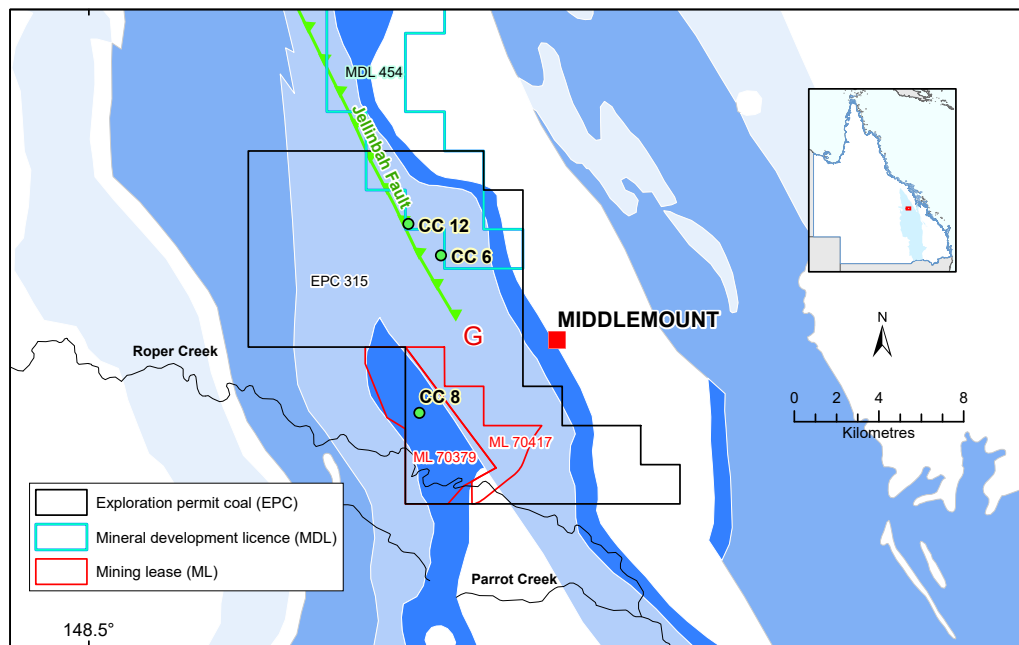 MDL 454
Jellinbah Fault
CC 12
CC 6
EPC 315
MIDDLEMOUNT
G
N
Roper Creek
0 2 4 8
Kilometres
CC 8
ML 70417
ML 70379
Exploration permit coal (EPC)
Mineral development licence (MDL)
Mining lease (ML)
Parrot Creek
148.5°